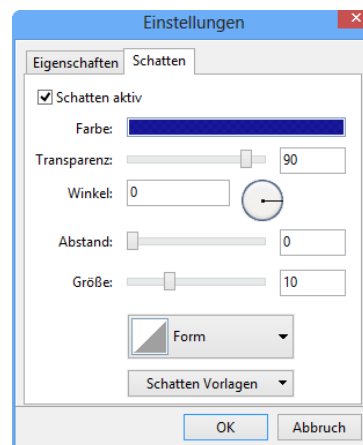 Einstellungen
Eigenschaften Schatten
Schatten aktiv
Farbe:
Transparenz: 90
Winkel: 0
Abstand: 0
Größe: 10
Form
Schatten Vorlagen
OK Abbruch